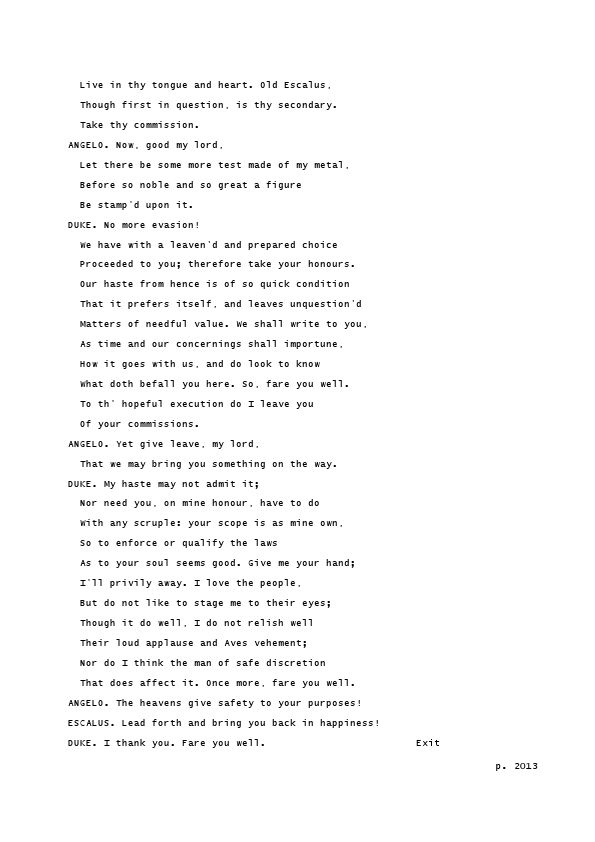 Live in thy tongue and heart. Old Escalus,
Though first in question, is thy secondary.
Take thy commission.
ANGELO. Now, good my lord,
Let there be some more test made of my metal,
Before so noble and so great a figure
Be stamp'd upon it.
DUKE. No more evasion!
We have with a leaven'd and prepared choice
Proceeded to you; therefore take your honours.
Our haste from hence is of so quick condition
That it prefers itself, and leaves unquestion'd
Matters of needful value. We shall write to you,
As time and our concernings shall importune,
How it goes with us, and do look to know
What doth befall you here. So, fare you well.
To th' hopeful execution do I leave you
Of your commissions.
ANGELO. Yet give leave, my lord,
That we may bring you something on the way.
DUKE. My haste may not admit it;
Nor need you, on mine honour, have to do
With any scruple: your scope is as mine own,
So to enforce or qualify the laws
As to your soul seems good. Give me your hand;
I'll privily away. I love the people,
But do not like to stage me to their eyes;
Though it do well, I do not relish well
Their loud applause and Aves vehement;
Nor do I think the man of safe discretion
That does affect it. Once more, fare you well.
ANGELO. The heavens give safety to your purposes!
ESCALUS. Lead forth and bring you back in happiness!
DUKE. I thank you. Fare you well. Exit
p. 2013